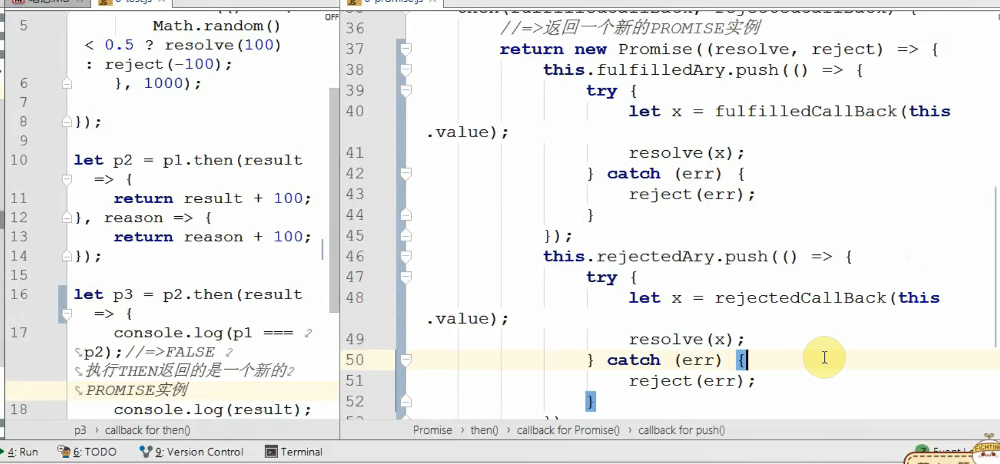 5 Math.random()
< 0.5 ? resolve(100)
: reject(-100);
6 }, 1000);
7
8 });
9
10 let p2 = p1.then(result
=> {
11 return result + 100;
12 }, reason => {
13 return reason + 100;
14 });
15
16 let p3 = p2.then(result
=> {
17 console.log(p1 ===
p2);//=>FALSE
执行THEN返回的是一个新的
PROMISE实例
18 console.log(result);
p3 › callback for then()
OFF
36 //=>返回一个新的PROMISE实例
37 return new Promise((resolve, reject) => {
38 this.fulfilledAry.push(() => {
39 try {
40 let x = fulfilledCallBack(this
.value);
41 resolve(x);
42 } catch (err) {
43 reject(err);
44 }
45 });
46 this.rejectedAry.push(() => {
47 try {
48 let x = rejectedCallBack(this
.value);
49 resolve(x);
50 } catch (err) {
51 reject(err);
52 }
Promise › then() › callback for Promise() › callback for push()
4: Run 6: TODO 9: Version Control Terminal
FIGHTING